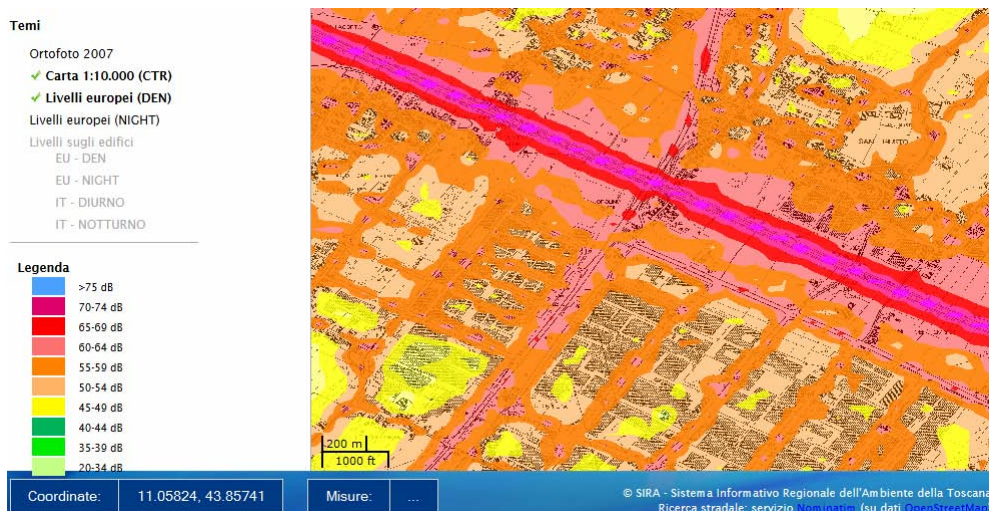 Temi
Ortofoto 2007
Carta 1:10.000 (CTR)
Livelli europei (DEN)
Livelli europei (NIGHT)
Livelli sugli edifici
EU - DEN
EU - NIGHT
IT - DIURNO
IT - NOTTURNO
Legenda
>75 dB
70-74 dB
65-69 dB
60-64 dB
55-59 dB
50-54 dB
45-49 dB
40-44 dB
35-39 dB
20-34 dB
200 m
1000 ft
Coordinate: 11.05824, 43.85741 Misure: ...
© SIRA - Sistema Informativo Regionale dell'Ambiente della Toscana
Ricerca stradale: servizio Nominatim (su dati OpenStreetMap